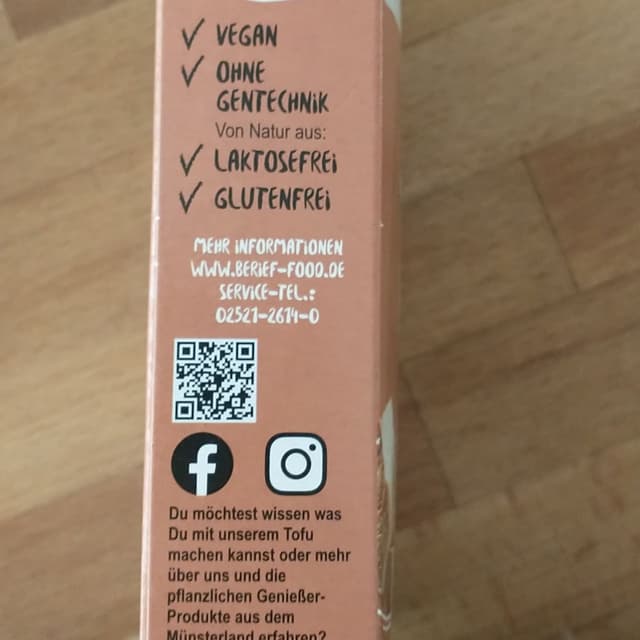 VEGAN
OHNE
GENTECHNIK
Von Natur aus:
LAKTOSEFREI
GLUTENFREI
MEHR INFORMATIONEN
WWW.BERIEF-FOOD.DE
SERVICE-TEL.:
02521-2614-0
Du möchtest wissen was
Du mit unserem Tofu
machen kannst oder mehr
über uns und die
pflanzlichen Genießer-
Produkte aus dem
Münsterland erfahren?